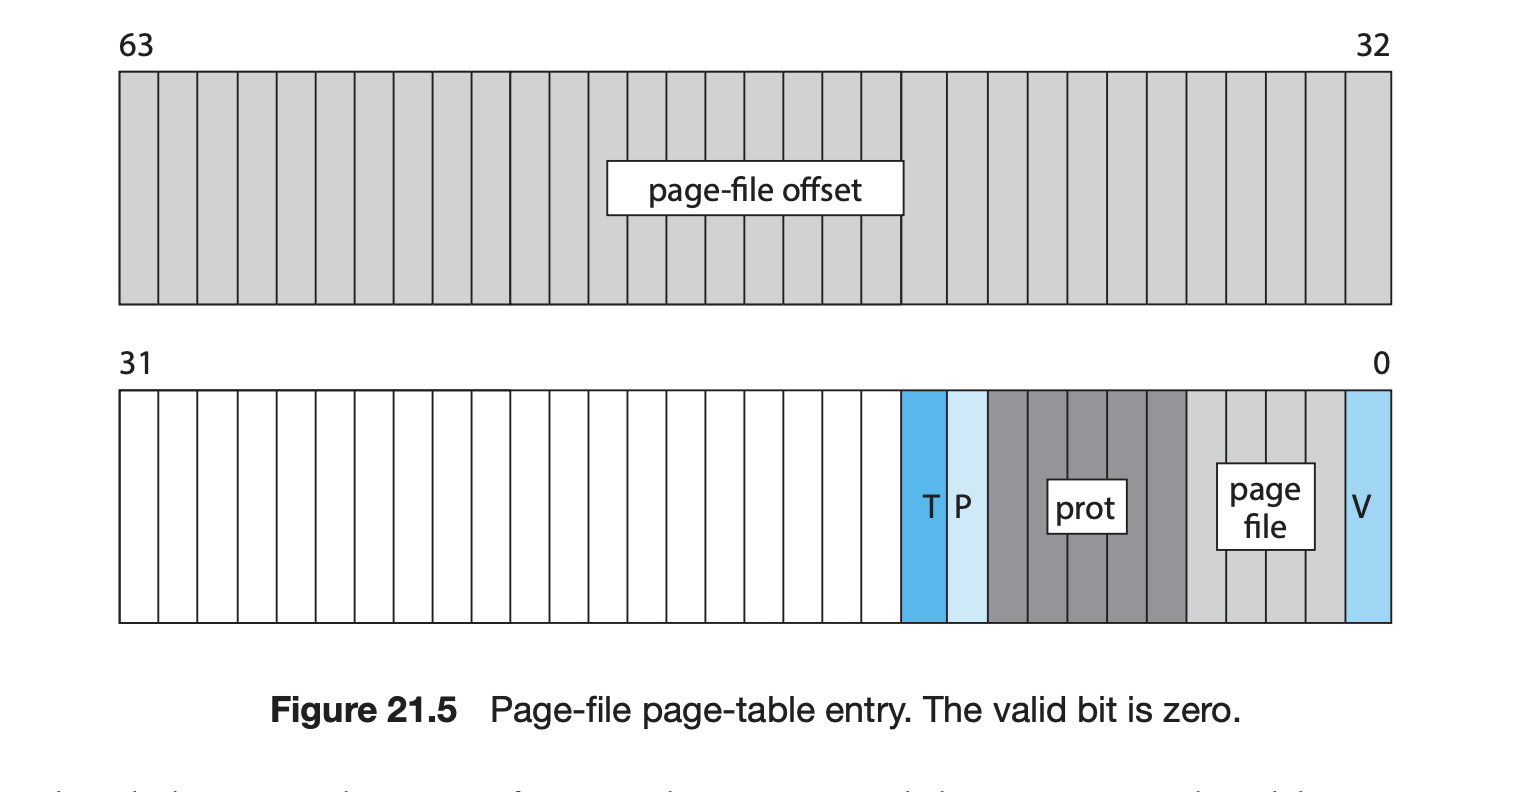 63 32
page-file offset
31 0
T P prot page V
file
Figure 21.5 Page-file page-table entry. The valid bit is zero.